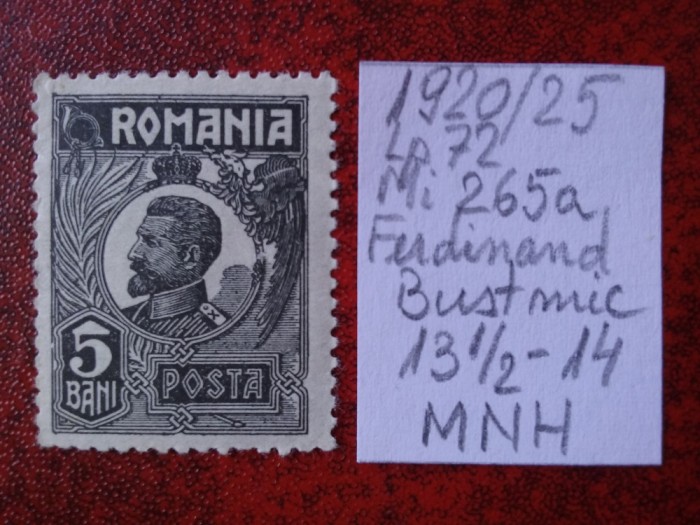 ROMANIA
5
BANI
POSTA
1920/25
Lp 72
Mi 265a
Ferdinand
Bust mic
13 1/2 - 14
MNH